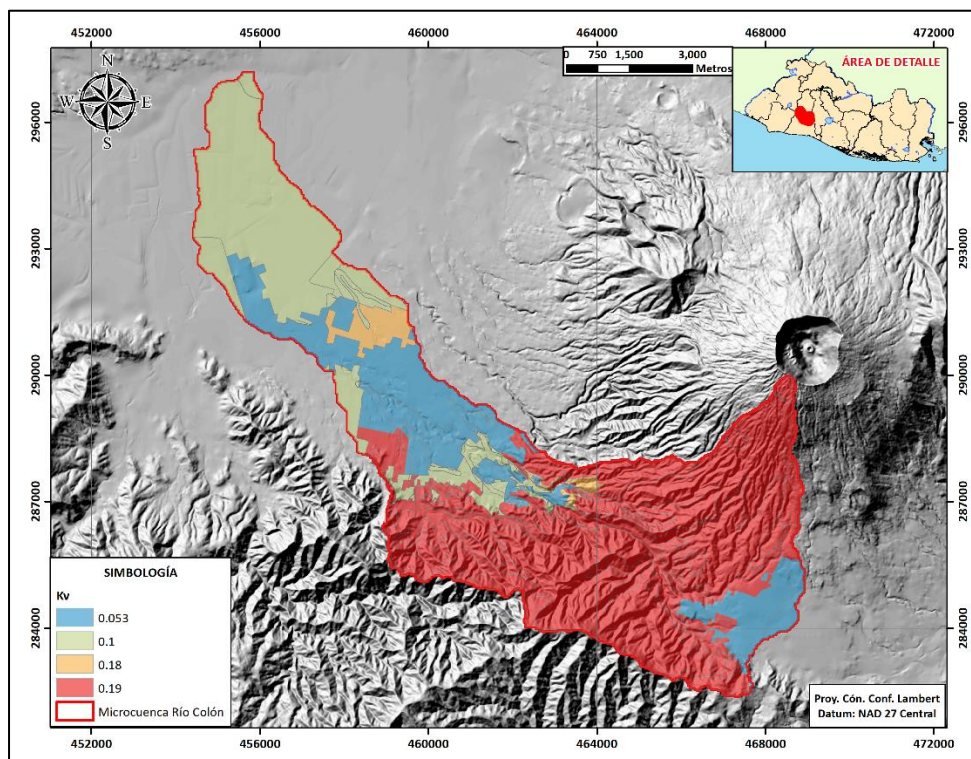 452000 456000 460000 464000 468000 472000
0 750 1,500 3,000
Metros
ÁREA DE DETALLE
N
W E
S
296000 296000
293000 293000
290000 290000
287000 287000
284000 284000
SIMBOLOGÍA
Kv
0.053
0.1
0.18
0.19
Microcuenca Río Colón
Proy. Cón. Conf. Lambert
Datum: NAD 27 Central
452000 456000 460000 464000 468000 472000